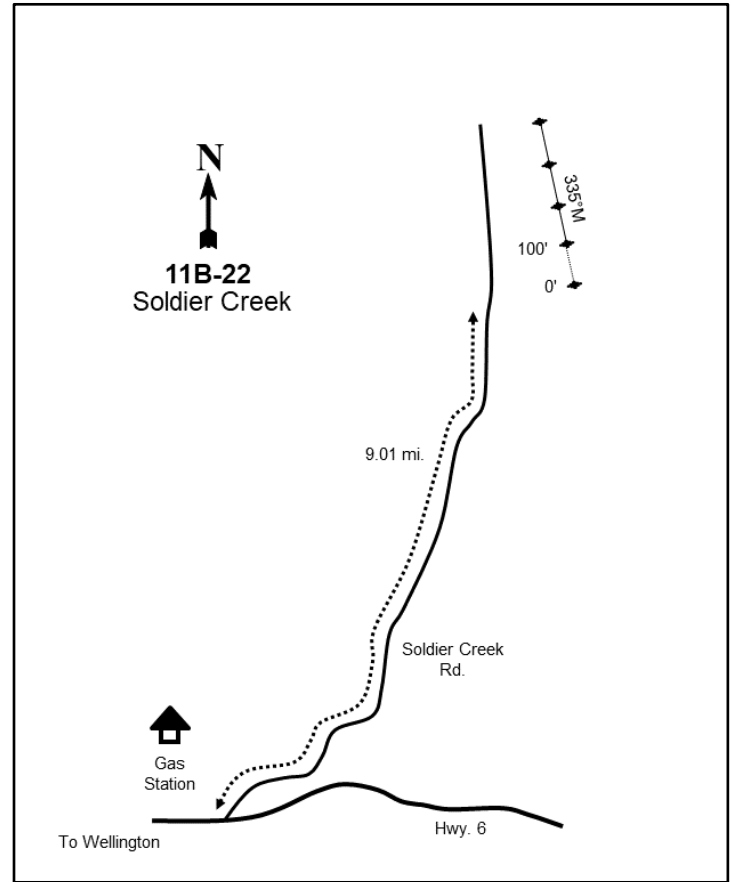 N
11B-22
Soldier Creek
335°M
100'
0'
9.01 mi.
Soldier Creek
Rd.
Gas
Station
Hwy. 6
To Wellington